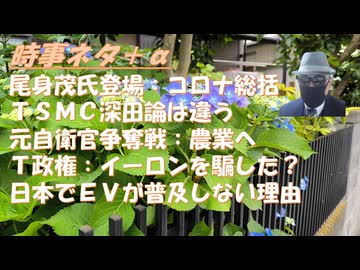 時事ネタ+α
尾身茂氏登場　コロナ総括
ＴＳＭＣ深田論は違う
元自衛官争奪戦：農業へ
Ｔ政権：イーロンを騙した？
日本でＥＶが普及しない理由